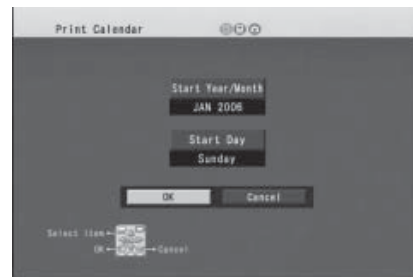 Print Calendar
Start Year/Month
JAN 2006
Start Day
Sunday
OK Cancel
Select Item
OK Cancel